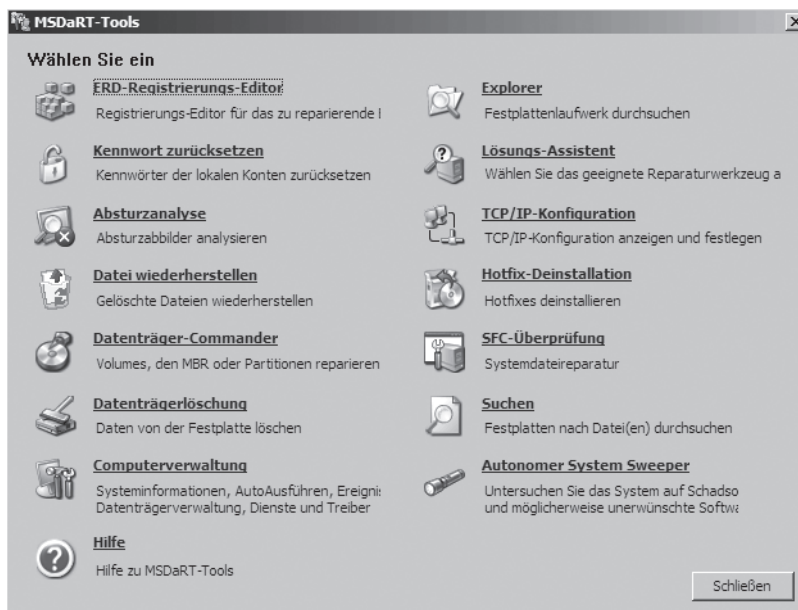 MSDaRT-Tools
Wählen Sie ein
ERD-Registrierungs-Editor
Registrierungs-Editor für das zu reparierende
Kennwort zurücksetzen
Kennwörter der lokalen Konten zurücksetzen
Absturzanalyse
Absturzabbilder analysieren
Datei wiederherstellen
Gelöschte Dateien wiederherstellen
Datenträger-Commander
Volumes, den MBR oder Partitionen reparieren
Datenträgerlöschung
Daten von der Festplatte löschen
Computerverwaltung
Systeminformationen, AutoAusführen,
Datenträgerverwaltung, Dienste und Treiber
Hilfe
Hilfe zu MSDaRT-Tools
Explorer
Festplattenlaufwerk durchsuchen
Lösungs-Assistent
Wählen Sie das geeignete Reparaturwerkzeug a
TCP/IP-Konfiguration
TCP/IP-Konfiguration anzeigen und festlegen
Hotfix-Deinstallation
Hotfixes deinstallieren
SFC-Überprüfung
Systemdateireparatur
Suchen
Festplatten nach Datei(en) durchsuchen
Autonomer System Sweeper
Untersuchen Sie das System auf Schadso
und möglicherweise unerwünschte
Schließen